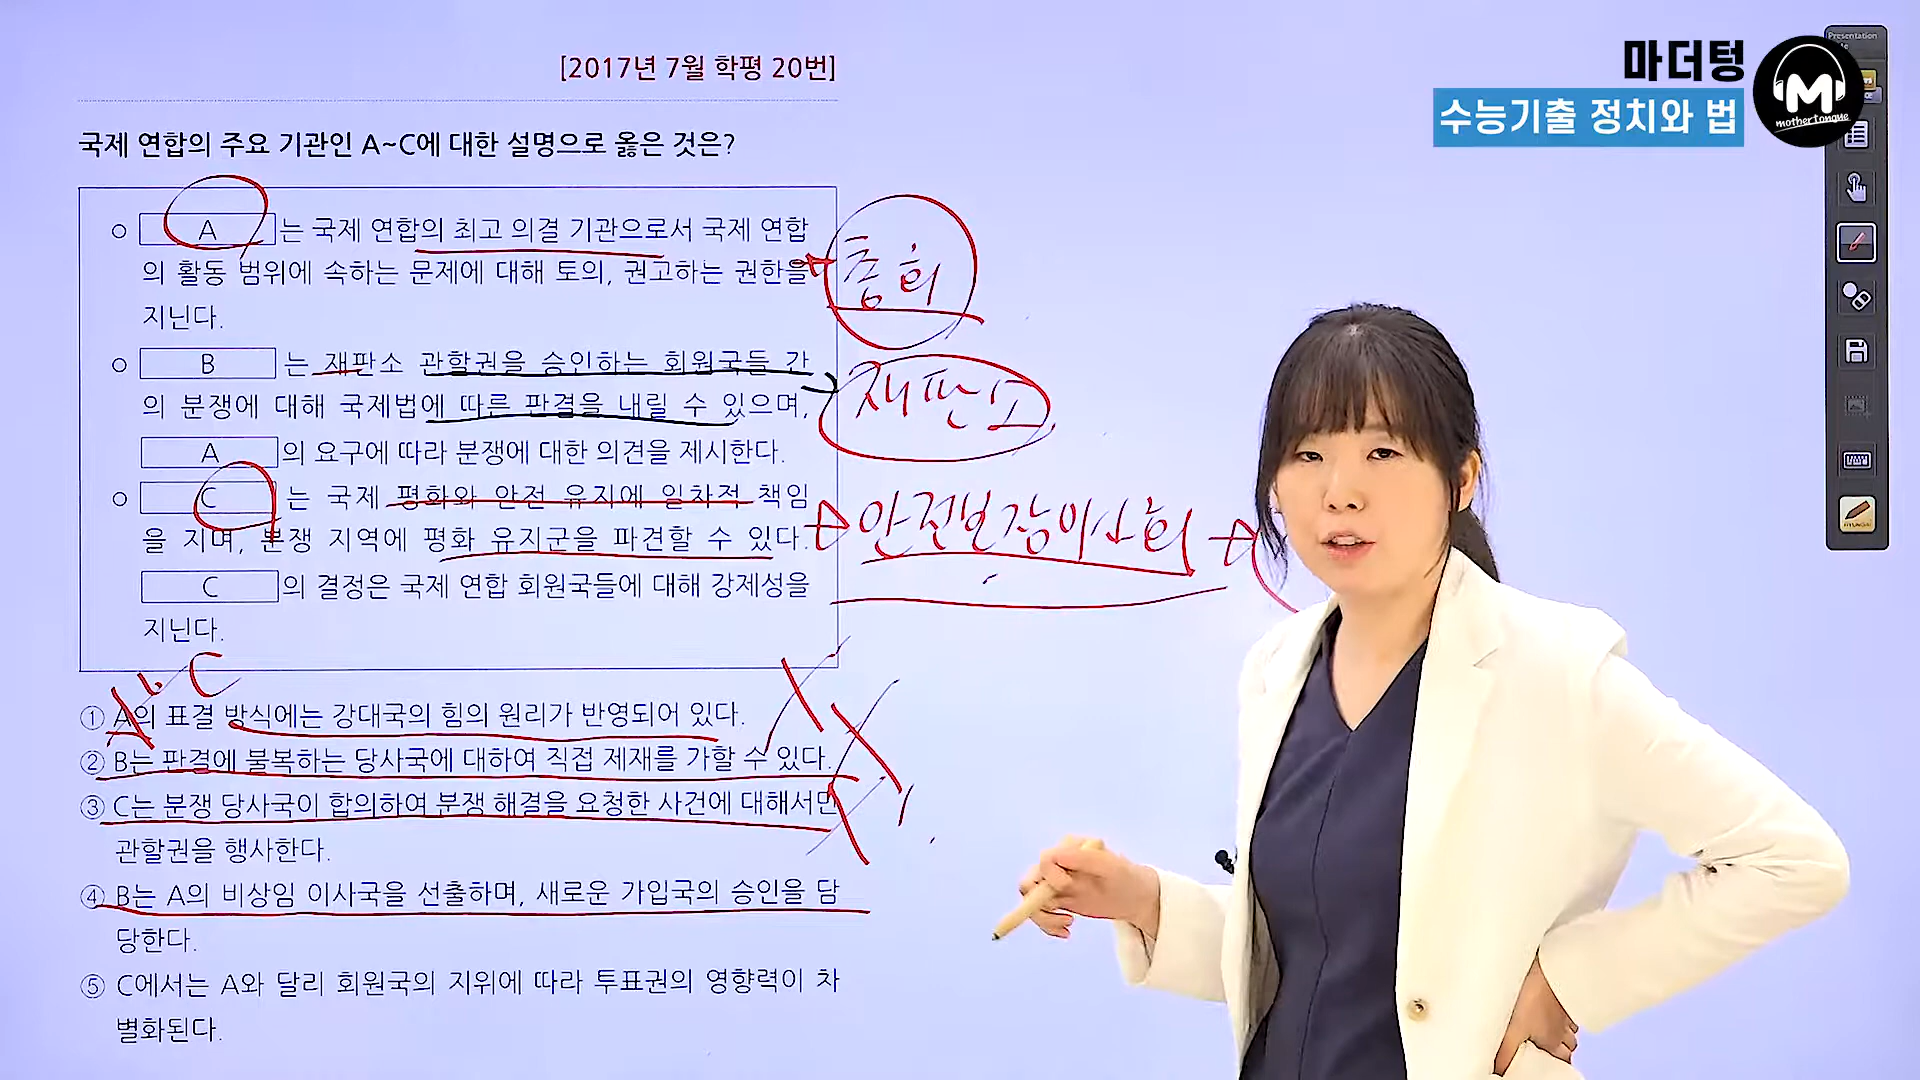 [2017년 7월 학평 20번]
마더텅
수능기출 정치와 법
M
mothertongue
Presentation
국제 연합의 주요 기관인 A~C에 대한 설명으로 옳은 것은?
○ A 는 국제 연합의 최고 의결 기관으로서 국제 연합
의 활동 범위에 속하는 문제에 대해 토의, 권고하는 권한을
지닌다.
총회
○ B 는 재판소 관할권을 승인하는 회원국들 간
의 분쟁에 대해 국제법에 따른 판결을 내릴 수 있으며,
A 의 요구에 따라 분쟁에 대한 의견을 제시한다.
재판소
○ C 는 국제 평화와 안전 유지에 일차적 책임
을 지며, 분쟁 지역에 평화 유지군을 파견할 수 있다.
C 의 결정은 국제 연합 회원국들에 대해 강제성을
지닌다.
안전보장이사회
C
① A의 표결 방식에는 강대국의 힘의 원리가 반영되어 있다.
② B는 판결에 불복하는 당사국에 대하여 직접 제재를 가할 수 있다.
③ C는 분쟁 당사국이 합의하여 분쟁 해결을 요청한 사건에 대해서만
관할권을 행사한다.
④ B는 A의 비상임 이사국을 선출하며, 새로운 가입국의 승인을 담
당한다.
⑤ C에서는 A와 달리 회원국의 지위에 따라 투표권의 영향력이 차
별화된다.